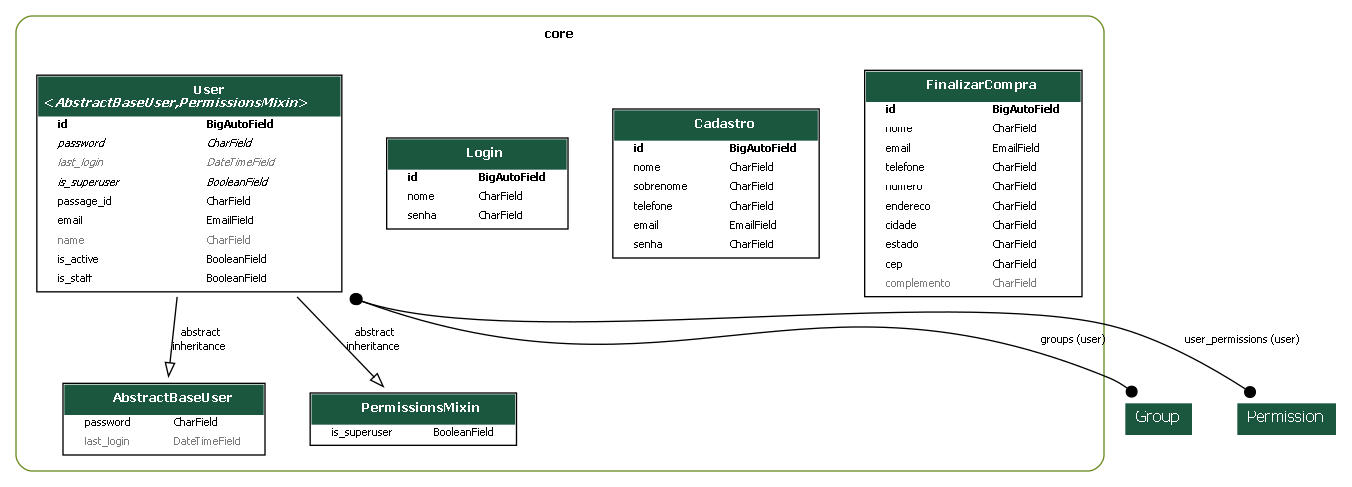 core
User
<AbstractBaseUser,PermissionsMixin>
id BigAutoField
password CharField
last_login DateTimeField
is_superuser BooleanField
passage_id CharField
email EmailField
name CharField
is_active BooleanField
is_staff BooleanField
Login
id BigAutoField
nome CharField
senha CharField
Cadastro
id BigAutoField
nome CharField
sobrenome CharField
telefone CharField
email EmailField
senha CharField
FinalizarCompra
id BigAutoField
nome CharField
email EmailField
telefone CharField
numero CharField
endereco CharField
cidade CharField
estado CharField
cep CharField
complemento CharField
abstract
inheritance
abstract
inheritance
groups (user)
user_permissions (user)
AbstractBaseUser
password CharField
last_login DateTimeField
PermissionsMixin
is_superuser BooleanField
Group
Permission